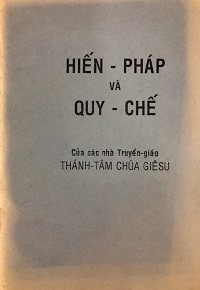 HIẾN - PHÁP
VÀ
QUY - CHẾ
Của các nhà Truyền-giáo
THÁNH-TÂM CHÚA GIÊSU